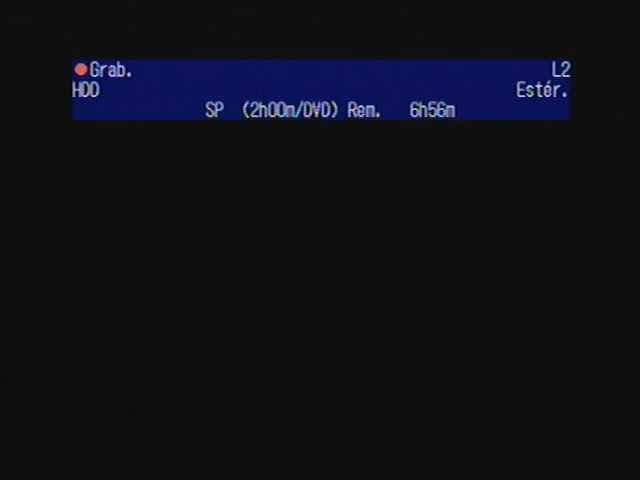 Grab. L2
HDD Estér.
SP (2h00m/DVD) Rem. 6h56m